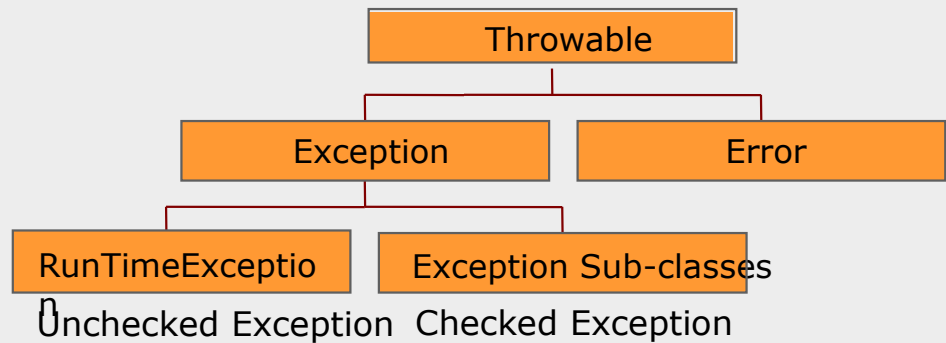 Throwable
Exception
Error
RunTimeExceptio
n
Exception Sub-classes
Unchecked Exception
Checked Exception